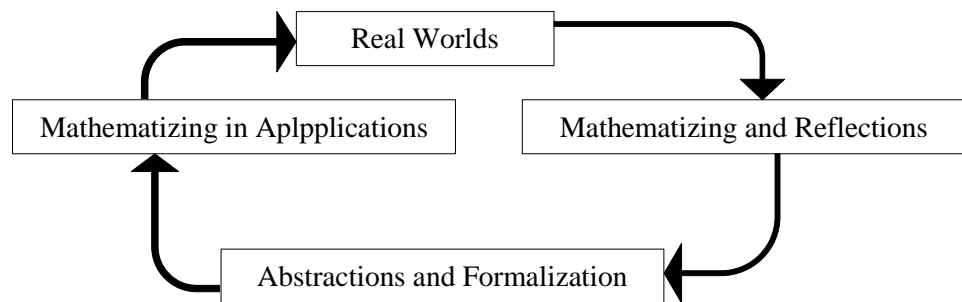 Real Worlds
Mathematizing in Aplpplications
Mathematizing and Reflections
Abstractions and Formalization